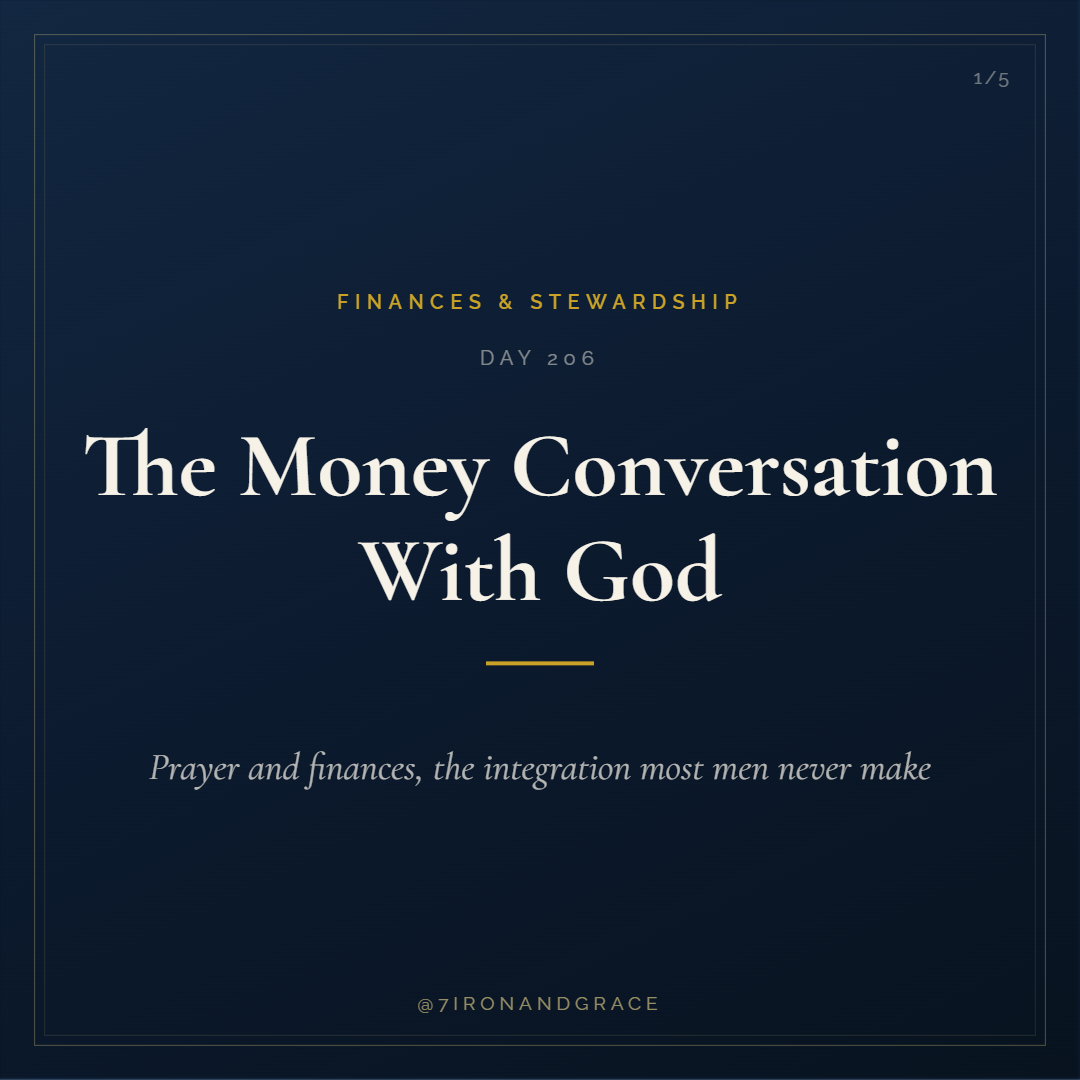 1/5
FINANCES & STEWARDSHIP
DAY 206
The Money Conversation
With God
Prayer and finances, the integration most men never make
@7IRONANDGRACE